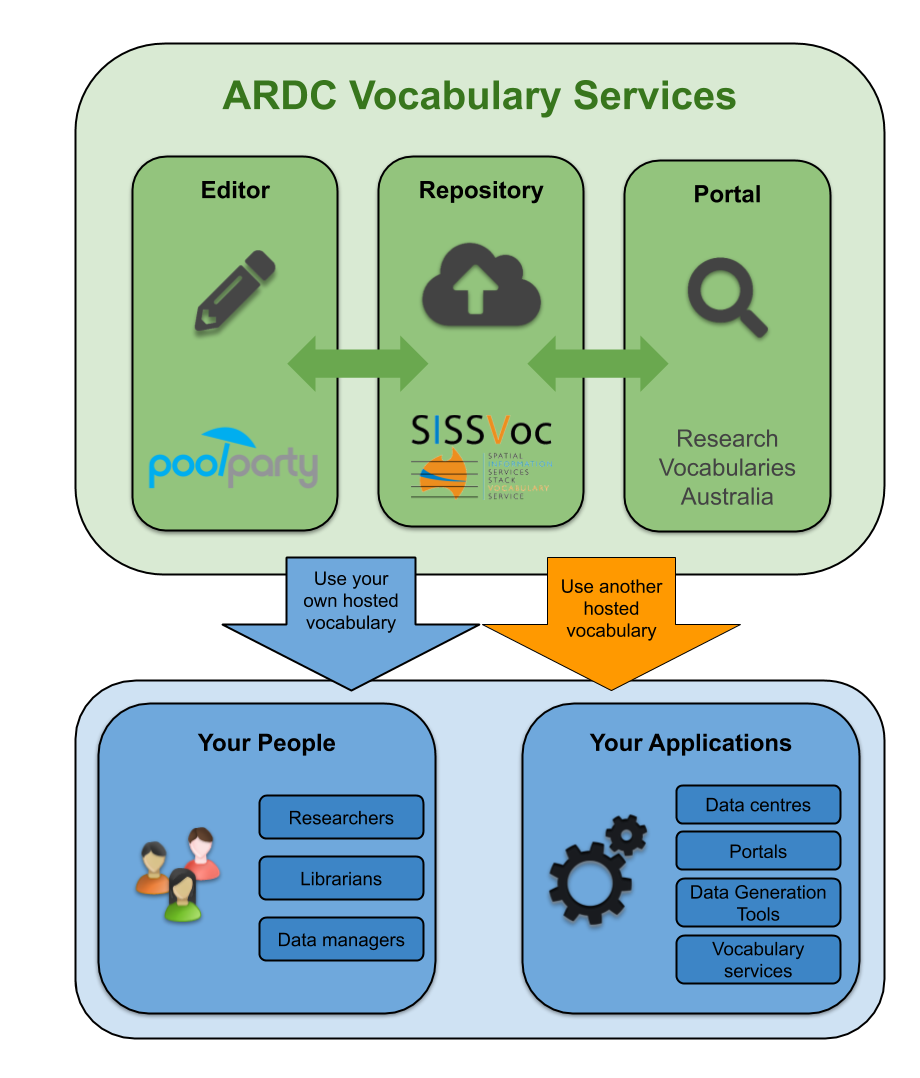 ARDC Vocabulary Services
Editor
poolparty
Repository
SISSVoc
SPATIAL
INFORMATION
SERVICES
STACK
VOCABULARY
SERVICE
Portal
Research
Vocabularies
Australia
Use your
own hosted
vocabulary
Use another
hosted
vocabulary
Your People
Researchers
Librarians
Data managers
Your Applications
Data centres
Portals
Data Generation
Tools
Vocabulary
services